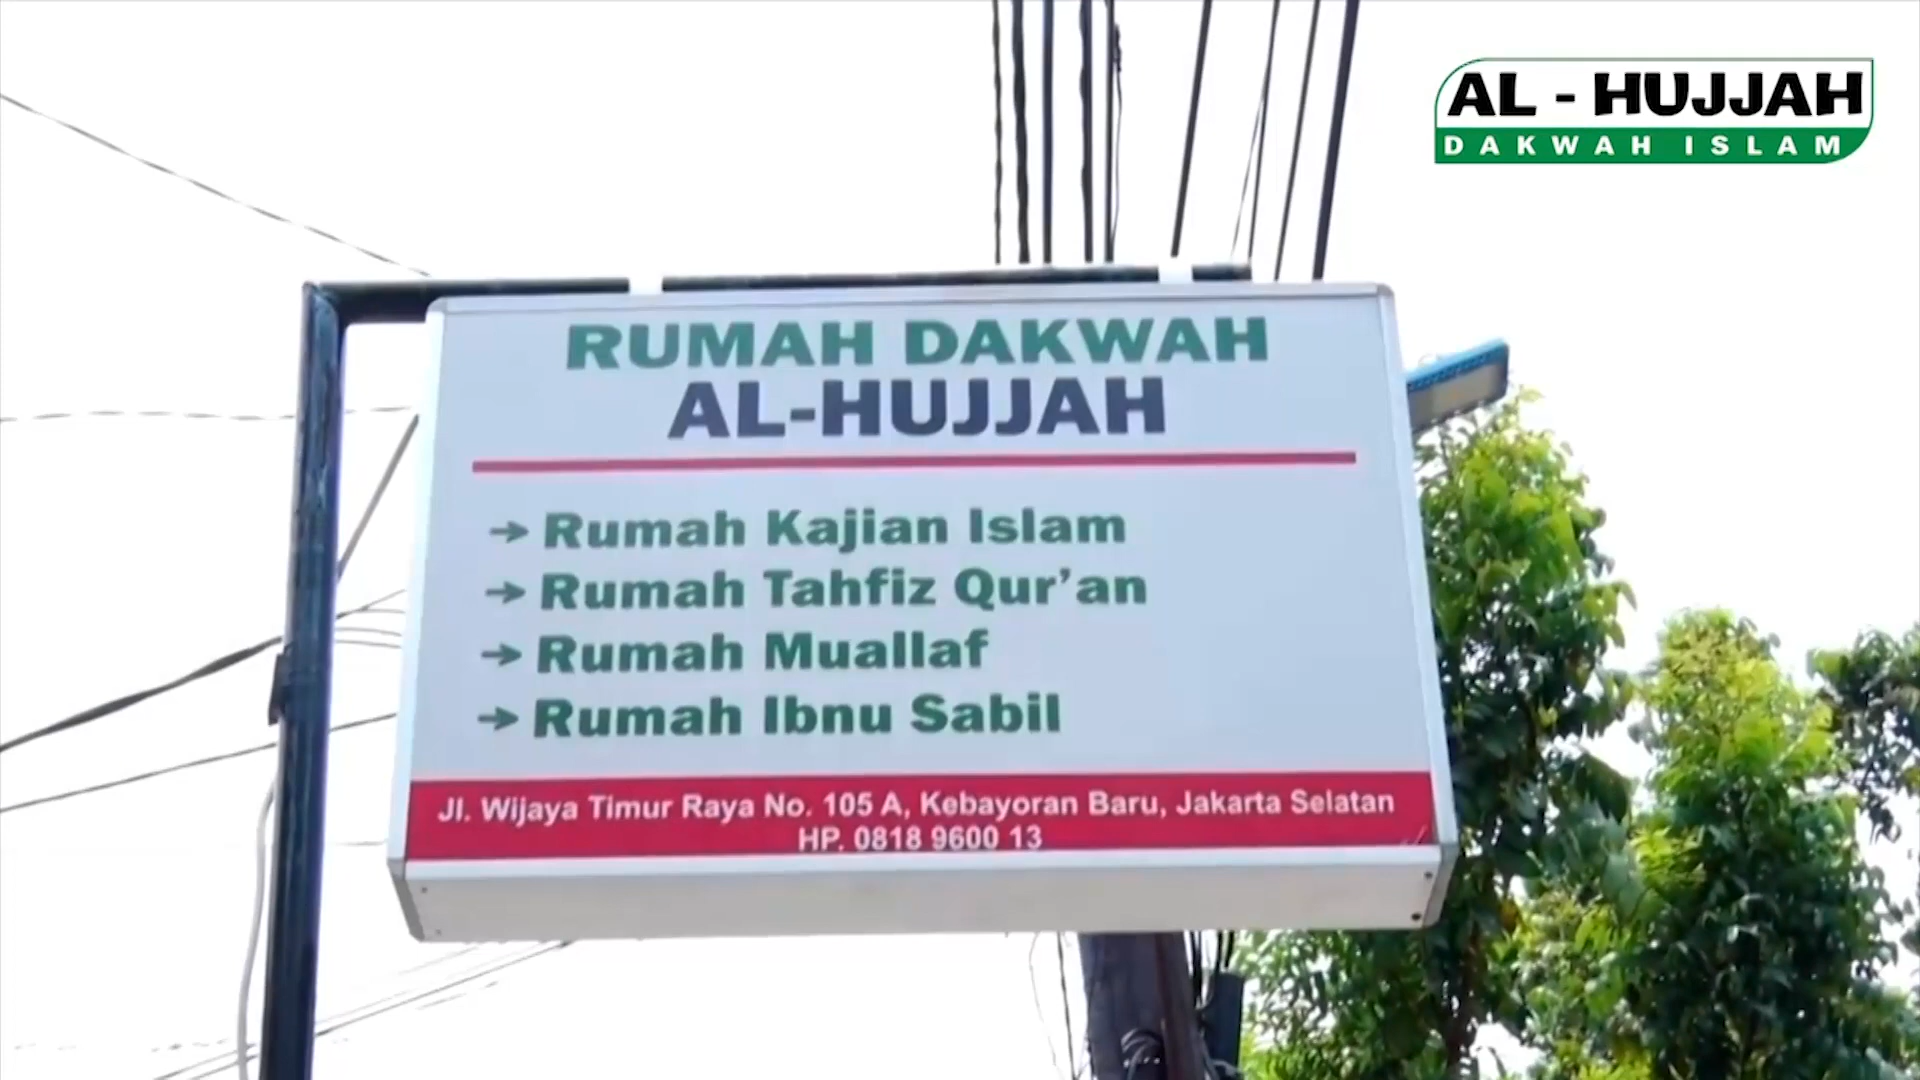 AL - HUJJAH
DAKWAH ISLAM
RUMAH DAKWAH
AL-HUJJAH
→ Rumah Kajian Islam
→ Rumah Tahfiz Qur'an
→ Rumah Muallaf
→ Rumah Ibnu Sabil
Jl. Wijaya Timur Raya No. 105 A, Kebayoran Baru, Jakarta Selatan
HP. 0818 9600 13